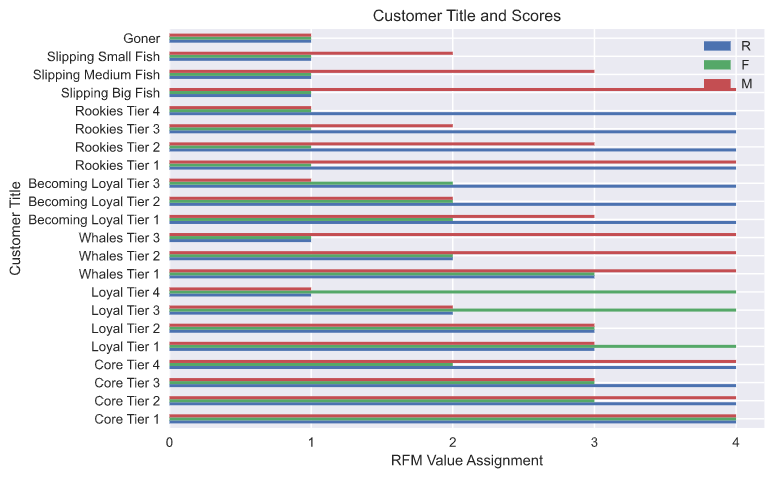 Customer Title and Scores
Goner
Slipping Small Fish
Slipping Medium Fish
Slipping Big Fish
Rookies Tier 4
Rookies Tier 3
Rookies Tier 2
Rookies Tier 1
Becoming Loyal Tier 3
Becoming Loyal Tier 2
Becoming Loyal Tier 1
Whales Tier 3
Whales Tier 2
Whales Tier 1
Loyal Tier 4
Loyal Tier 3
Loyal Tier 2
Loyal Tier 1
Core Tier 4
Core Tier 3
Core Tier 2
Core Tier 1
Customer Title
R
F
M
0 1 2 3 4
RFM Value Assignment